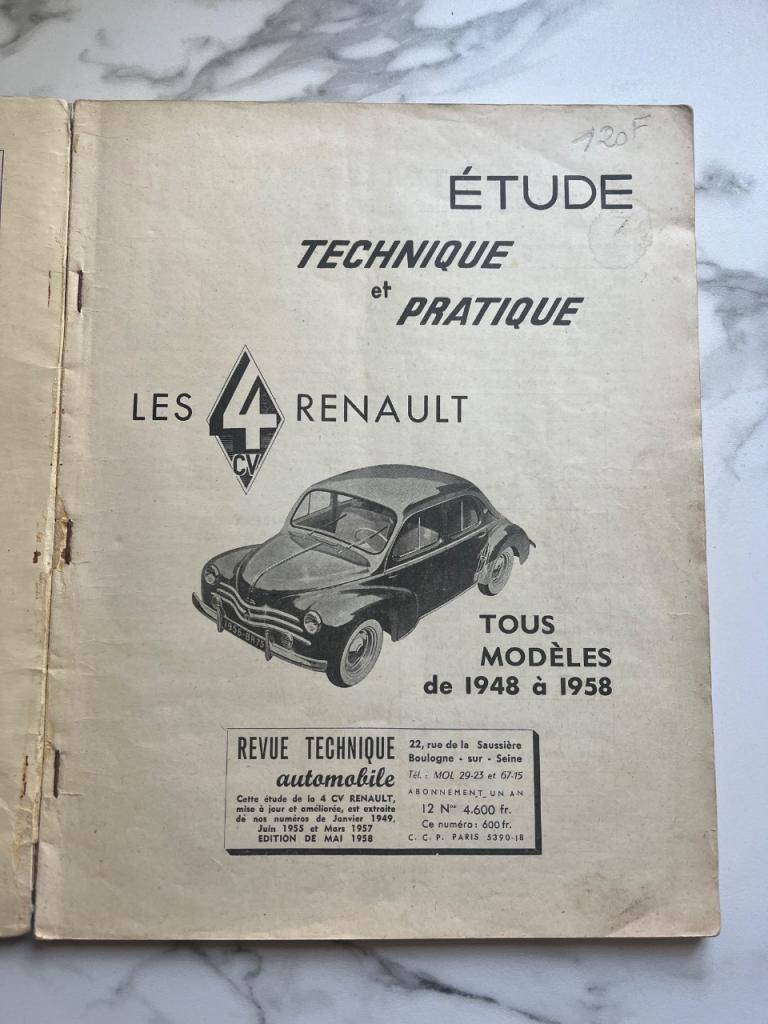 120F
ÉTUDE
TECHNIQUE
et
PRATIQUE
LES 4 CV RENAULT
1956-BR75
TOUS
MODÈLES
de 1948 à 1958
REVUE TECHNIQUE
automobile
Cette étude de la 4 CV RENAULT,
mise à jour et améliorée, est extraite
de nos numéros de Janvier 1949,
Juin 1955 et Mars 1957
EDITION DE MAI 1958
22, rue de la Saussière
Boulogne - sur - Seine
Tél. : MOL 29-23 et 67-15
ABONNEMENT UN AN
12 Nos 4.600 fr.
Ce numéro : 600 fr.
C. C. P. PARIS 5390-18